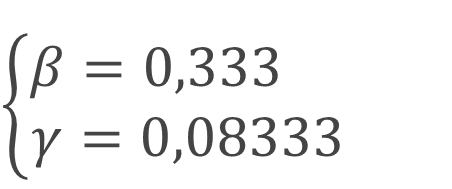 β = 0,333
γ = 0,08333